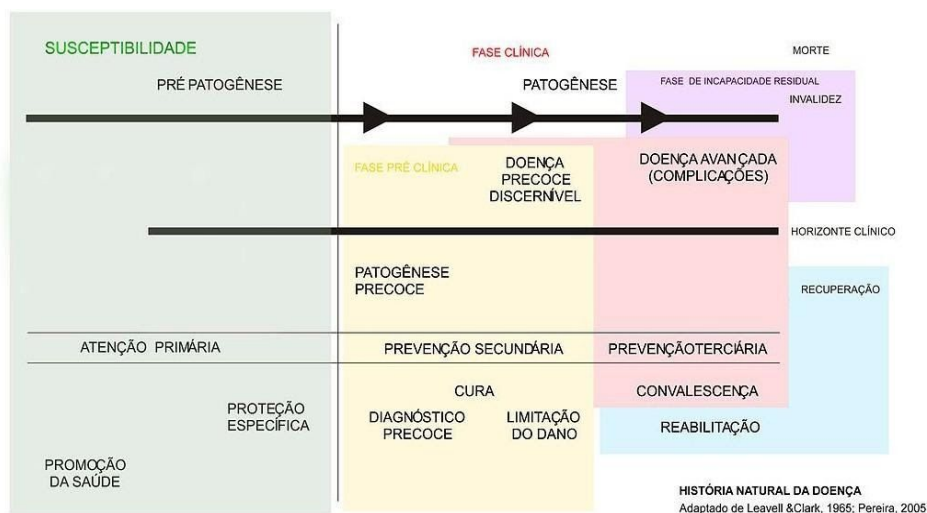 SUSCEPTIBILIDADE
FASE CLÍNICA
MORTE
PRÉ PATOGÊNESE
PATOGÊNESE
FASE DE INCAPACIDADE RESIDUAL
INVALIDEZ
FASE PRÉ CLÍNICA
DOENÇA
PRECOCE
DISCERNÍVEL
DOENÇA AVANÇADA
(COMPLICAÇÕES)
HORIZONTE CLÍNICO
PATOGÊNESE
PRECOCE
RECUPERAÇÃO
ATENÇÃO PRIMÁRIA
PREVENÇÃO SECUNDÁRIA
PREVENÇÃOTERCIÁRIA
CURA
CONVALESCENÇA
PROTEÇÃO
ESPECÍFICA
DIAGNÓSTICO
PRECOCE
LIMITAÇÃO
DO DANO
REABILITAÇÃO
PROMOÇÃO
DA SAÚDE
HISTÓRIA NATURAL DA DOENÇA
Adaptado de Leavell &Clark, 1965; Pereira, 2005